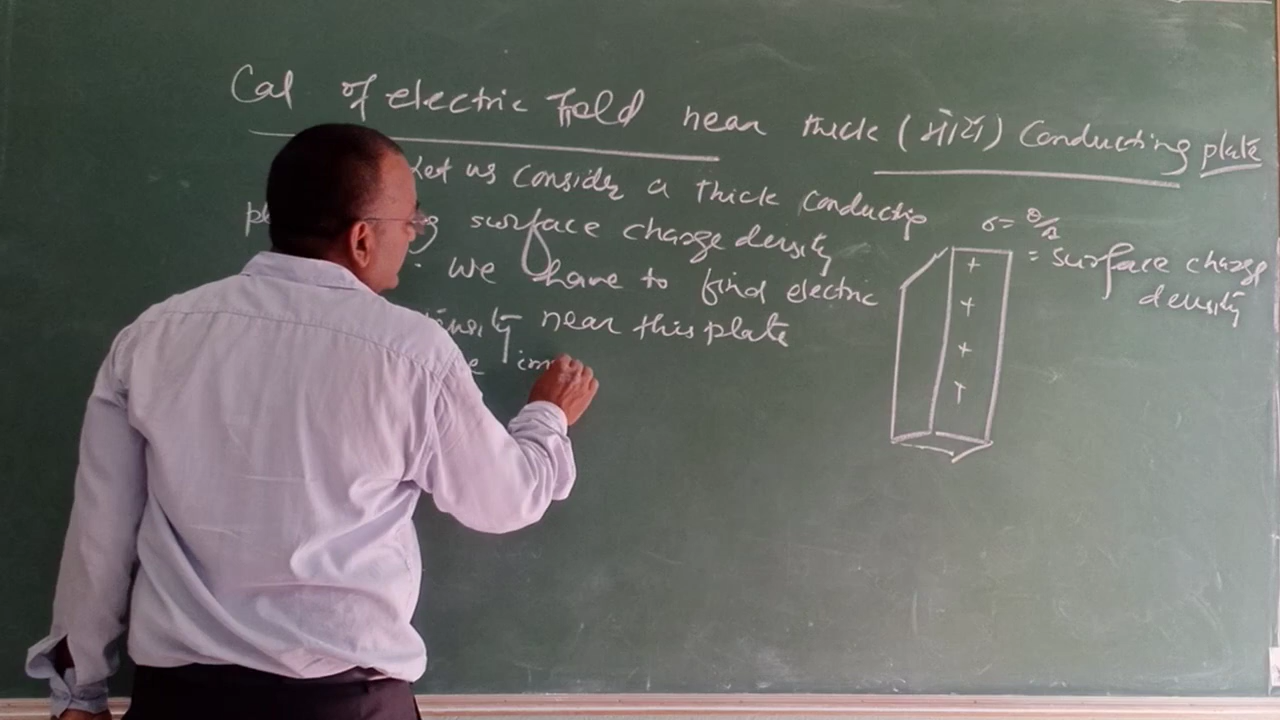 Cal of electric Field near thick (मोटी) Conducting plate
Let us Consider a thick Conducting
surface charge density
σ = Q/A
= surface charge density
We have to find electric
near this plate
+
+
+
+